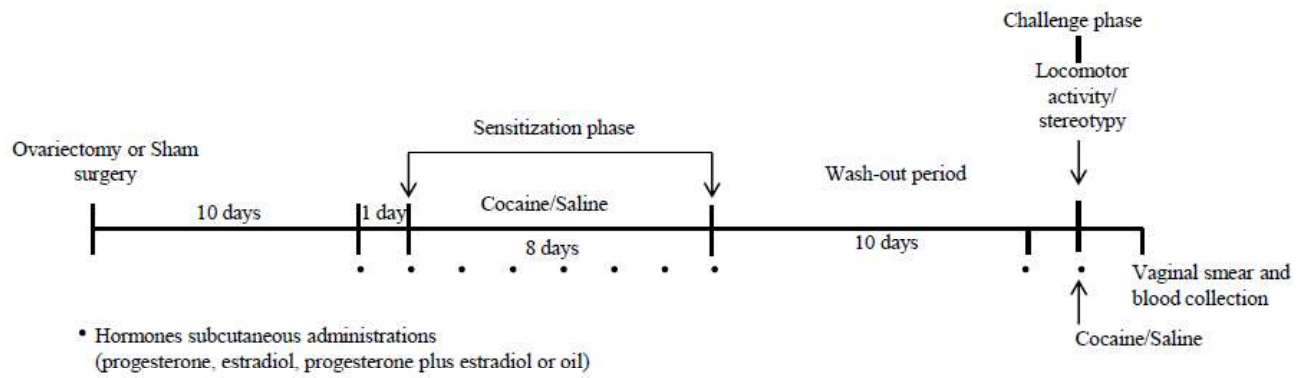 Challenge phase
Locomotor
activity/
stereotypy
Sensitization phase
Ovariectomy or Sham
surgery
Wash-out period
10 days
1 day
Cocaine/Saline
8 days
10 days
Vaginal smear and
blood collection
Cocaine/Saline
• Hormones subcutaneous administrations
(progesterone, estradiol, progesterone plus estradiol or oil)